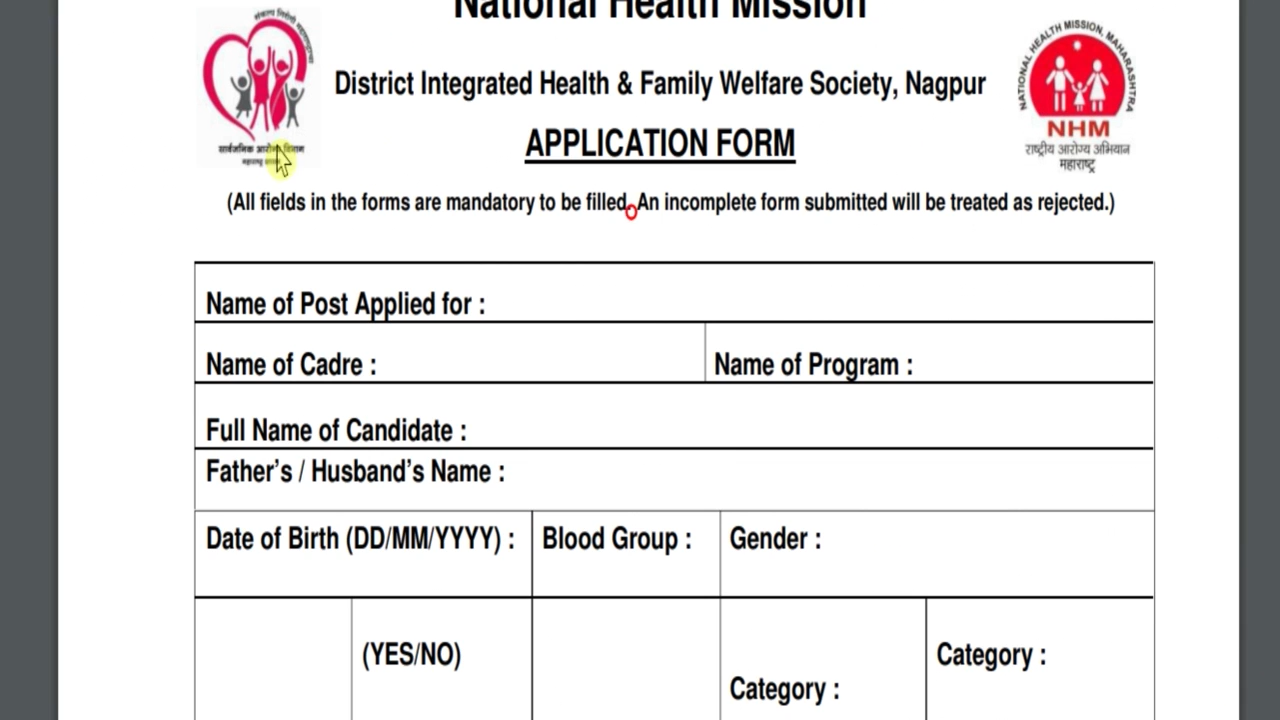 National Health Mission
District Integrated Health & Family Welfare Society, Nagpur
APPLICATION FORM
(All fields in the forms are mandatory to be filled. An incomplete form submitted will be treated as rejected.)
सार्वजनिक आरोग्य विभाग
NATIONAL HEALTH MISSION, MAHARASHTRA
NHM
राष्ट्रीय आरोग्य अभियान
महाराष्ट्र
Name of Post Applied for :
Name of Cadre : Name of Program :
Full Name of Candidate :
Father's / Husband's Name :
Date of Birth (DD/MM/YYYY) : Blood Group : Gender :
(YES/NO) Category :
Category :